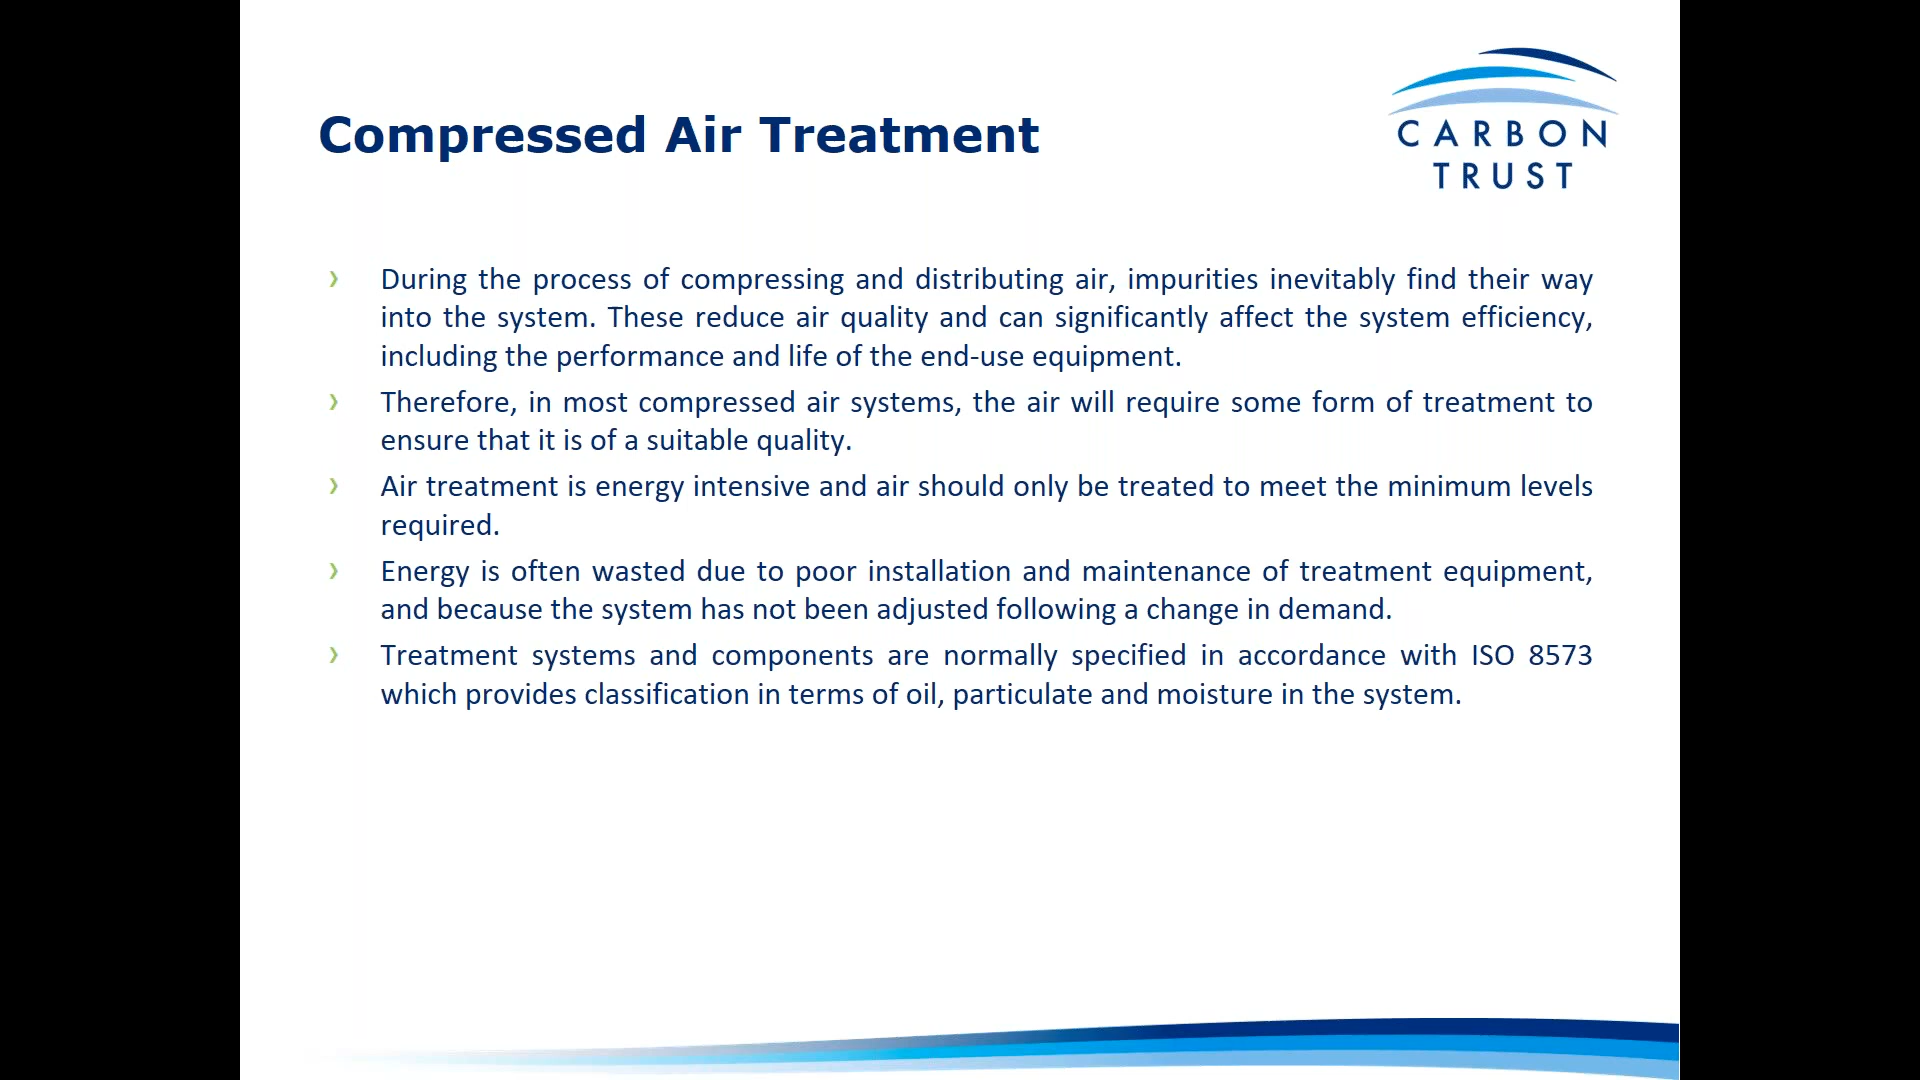 Compressed Air Treatment
CARBON
TRUST
› During the process of compressing and distributing air, impurities inevitably find their way
into the system. These reduce air quality and can significantly affect the system efficiency,
including the performance and life of the end-use equipment.
› Therefore, in most compressed air systems, the air will require some form of treatment to
ensure that it is of a suitable quality.
› Air treatment is energy intensive and air should only be treated to meet the minimum levels
required.
› Energy is often wasted due to poor installation and maintenance of treatment equipment,
and because the system has not been adjusted following a change in demand.
› Treatment systems and components are normally specified in accordance with ISO 8573
which provides classification in terms of oil, particulate and moisture in the system.